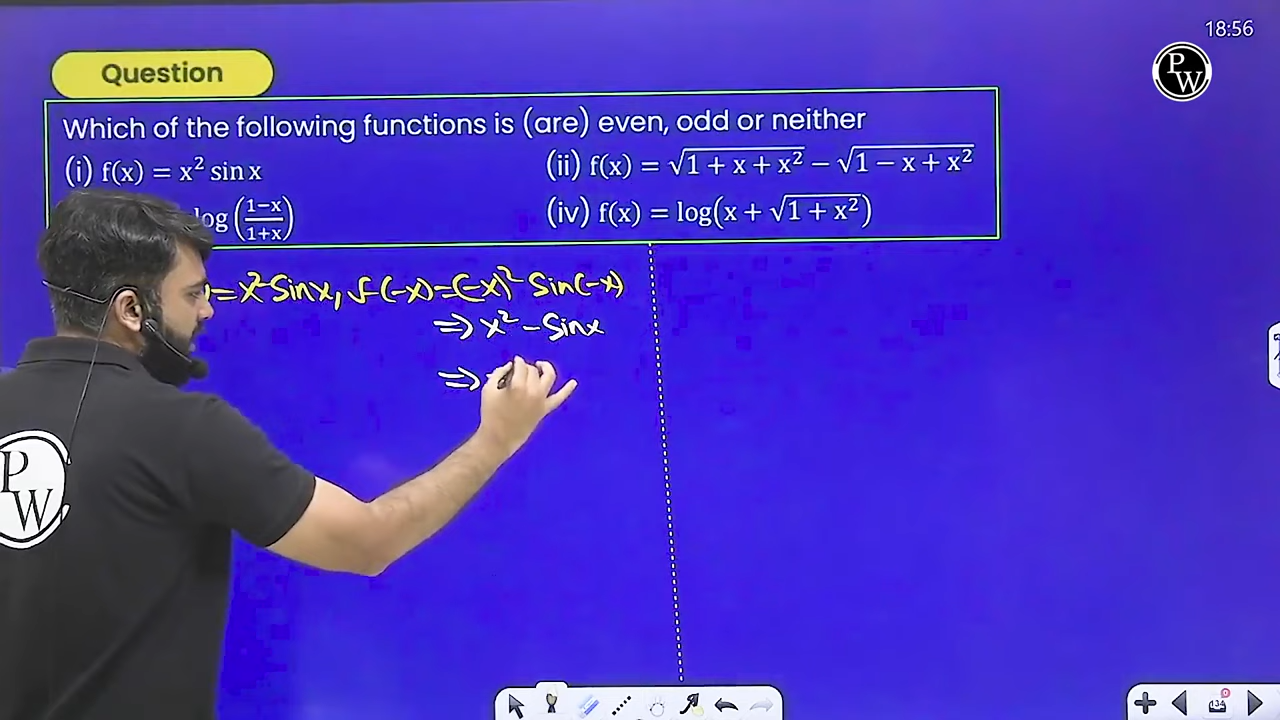 18:56
Question
P
W
Which of the following functions is (are) even, odd or neither
(i) f(x) = x² sin x
(ii) f(x) = √(1 + x + x²) − √(1 − x + x²)
log ((1−x)/(1+x))
(iv) f(x) = log(x + √(1 + x²))
= x² Sinx, f(-x) = (-x)² Sin(-x)
⇒ x² - Sinx
⇒
P
W
134